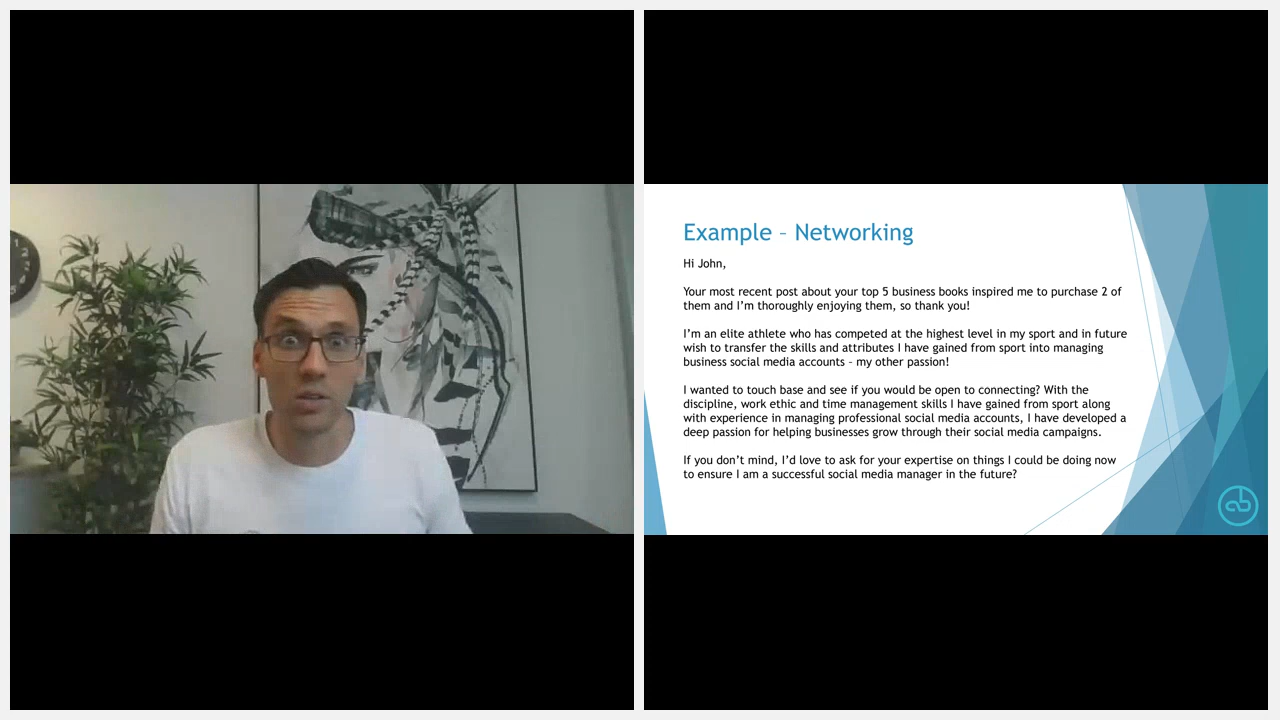 Example – Networking
Hi John,
Your most recent post about your top 5 business books inspired me to purchase 2 of
them and I'm thoroughly enjoying them, so thank you!
I'm an elite athlete who has competed at the highest level in my sport and in future
wish to transfer the skills and attributes I have gained from sport into managing
business social media accounts – my other passion!
I wanted to touch base and see if you would be open to connecting? With the
discipline, work ethic and time management skills I have gained from sport along
with experience in managing professional social media accounts, I have developed a
deep passion for helping businesses grow through their social media campaigns.
If you don't mind, I'd love to ask for your expertise on things I could be doing now
to ensure I am a successful social media manager in the future?